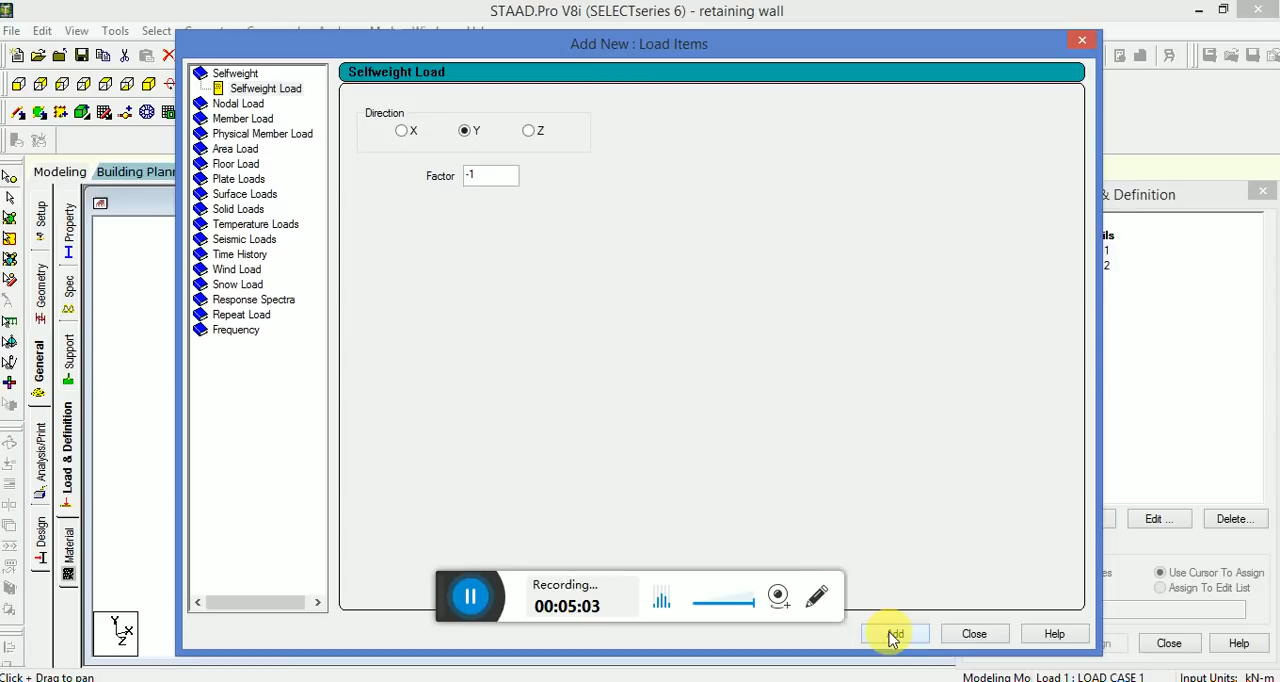 STAAD.Pro V8i (SELECTseries 6) - retaining wall
File Edit View Tools Select
Add New : Load Items
Selfweight
Selfweight Load
Nodal Load
Member Load
Physical Member Load
Area Load
Floor Load
Plate Loads
Surface Loads
Solid Loads
Temperature Loads
Seismic Loads
Time History
Wind Load
Snow Load
Response Spectra
Repeat Load
Frequency
Selfweight Load
Direction
X Y Z
Factor -1
Recording...
00:05:03
Add Close Help
Modeling Building Plann
Setup
Geometry
General
Analysis/Print
Design
Property
Spec
Support
Load & Definition
Material
Y
X
Z
& Definition
ils
1
2
Edit ... Delete...
es Use Cursor To Assign
Assign To Edit List
n Close Help
Click + Drag to pan
Modeling Mo Load 1 : LOAD CASE 1 Input Units: kN-m